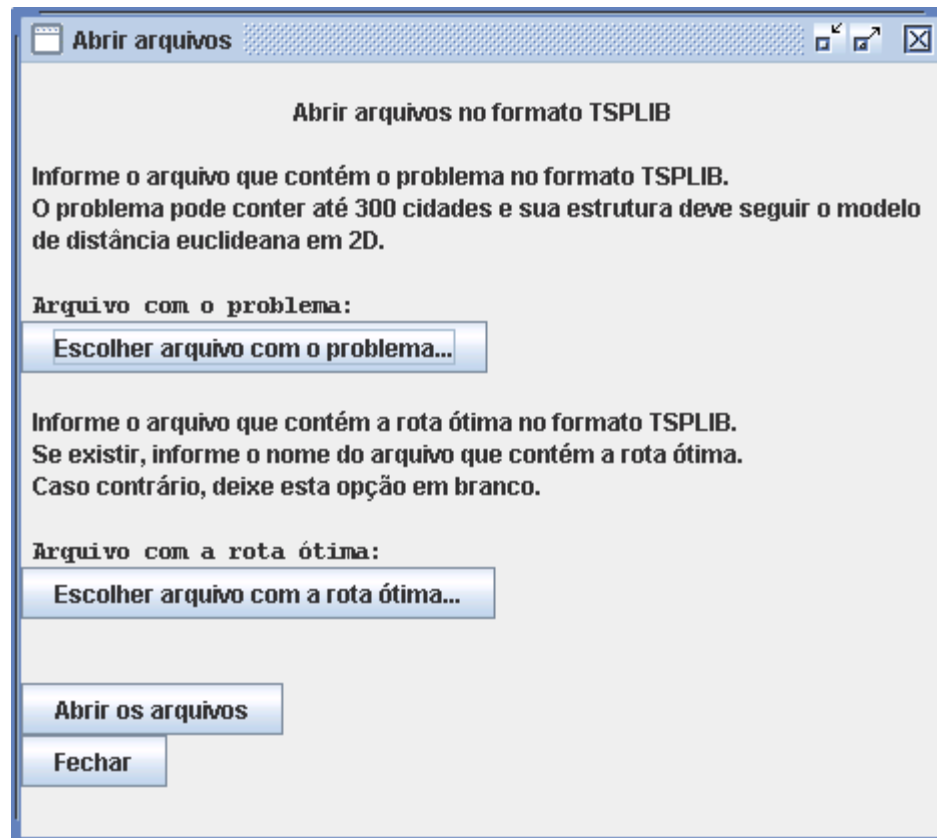 Abrir arquivos
Abrir arquivos no formato TSPLIB
Informe o arquivo que contém o problema no formato TSPLIB.
O problema pode conter até 300 cidades e sua estrutura deve seguir o modelo
de distância euclideana em 2D.
Arquivo com o problema:
Escolher arquivo com o problema...
Informe o arquivo que contém a rota ótima no formato TSPLIB.
Se existir, informe o nome do arquivo que contém a rota ótima.
Caso contrário, deixe esta opção em branco.
Arquivo com a rota ótima:
Escolher arquivo com a rota ótima...
Abrir os arquivos
Fechar